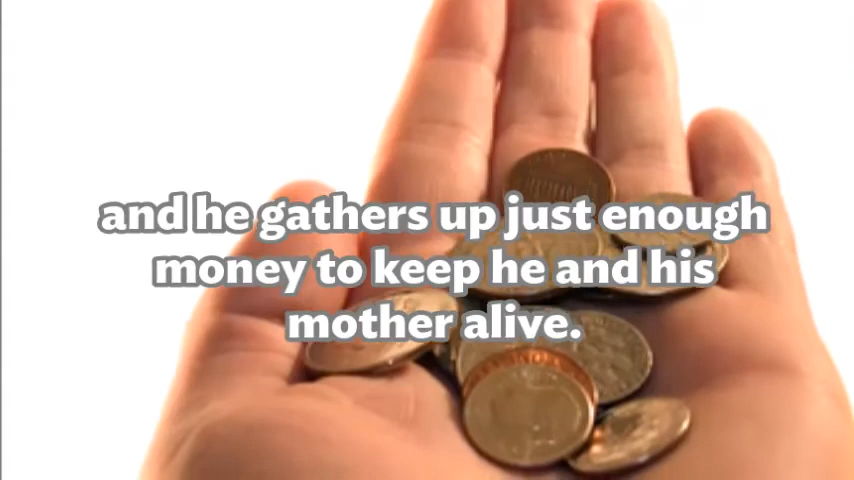 and he gathers up just enough
money to keep he and his
mother alive.